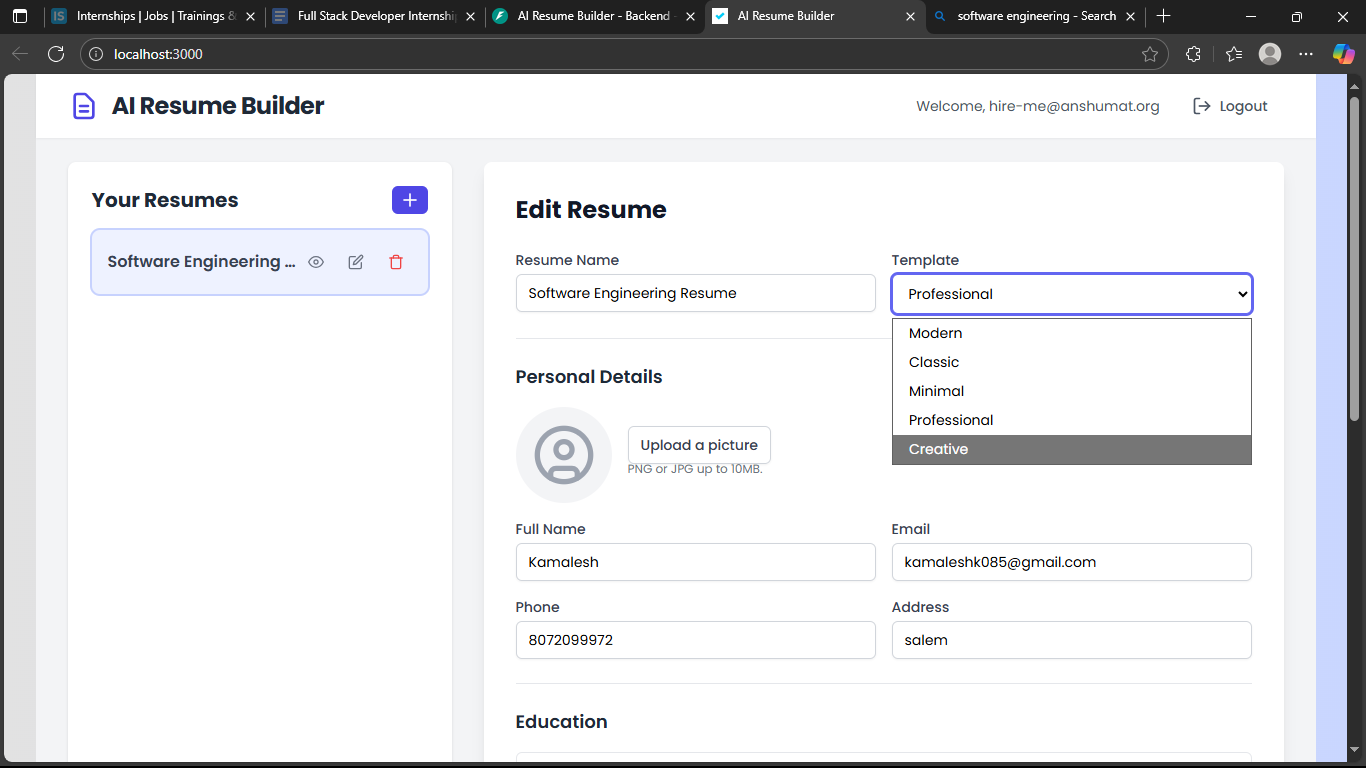 Internships | Jobs | Trainings &
Full Stack Developer Internship
AI Resume Builder - Backend -
AI Resume Builder
software engineering - Search
localhost:3000
AI Resume Builder
Welcome, hire-me@anshumat.org
Logout
Your Resumes
Software Engineering ...
Edit Resume
Resume Name
Template
Software Engineering Resume
Professional
Modern
Classic
Minimal
Professional
Creative
Personal Details
Upload a picture
PNG or JPG up to 10MB.
Full Name
Email
Kamalesh
kamaleshk085@gmail.com
Phone
Address
8072099972
salem
Education